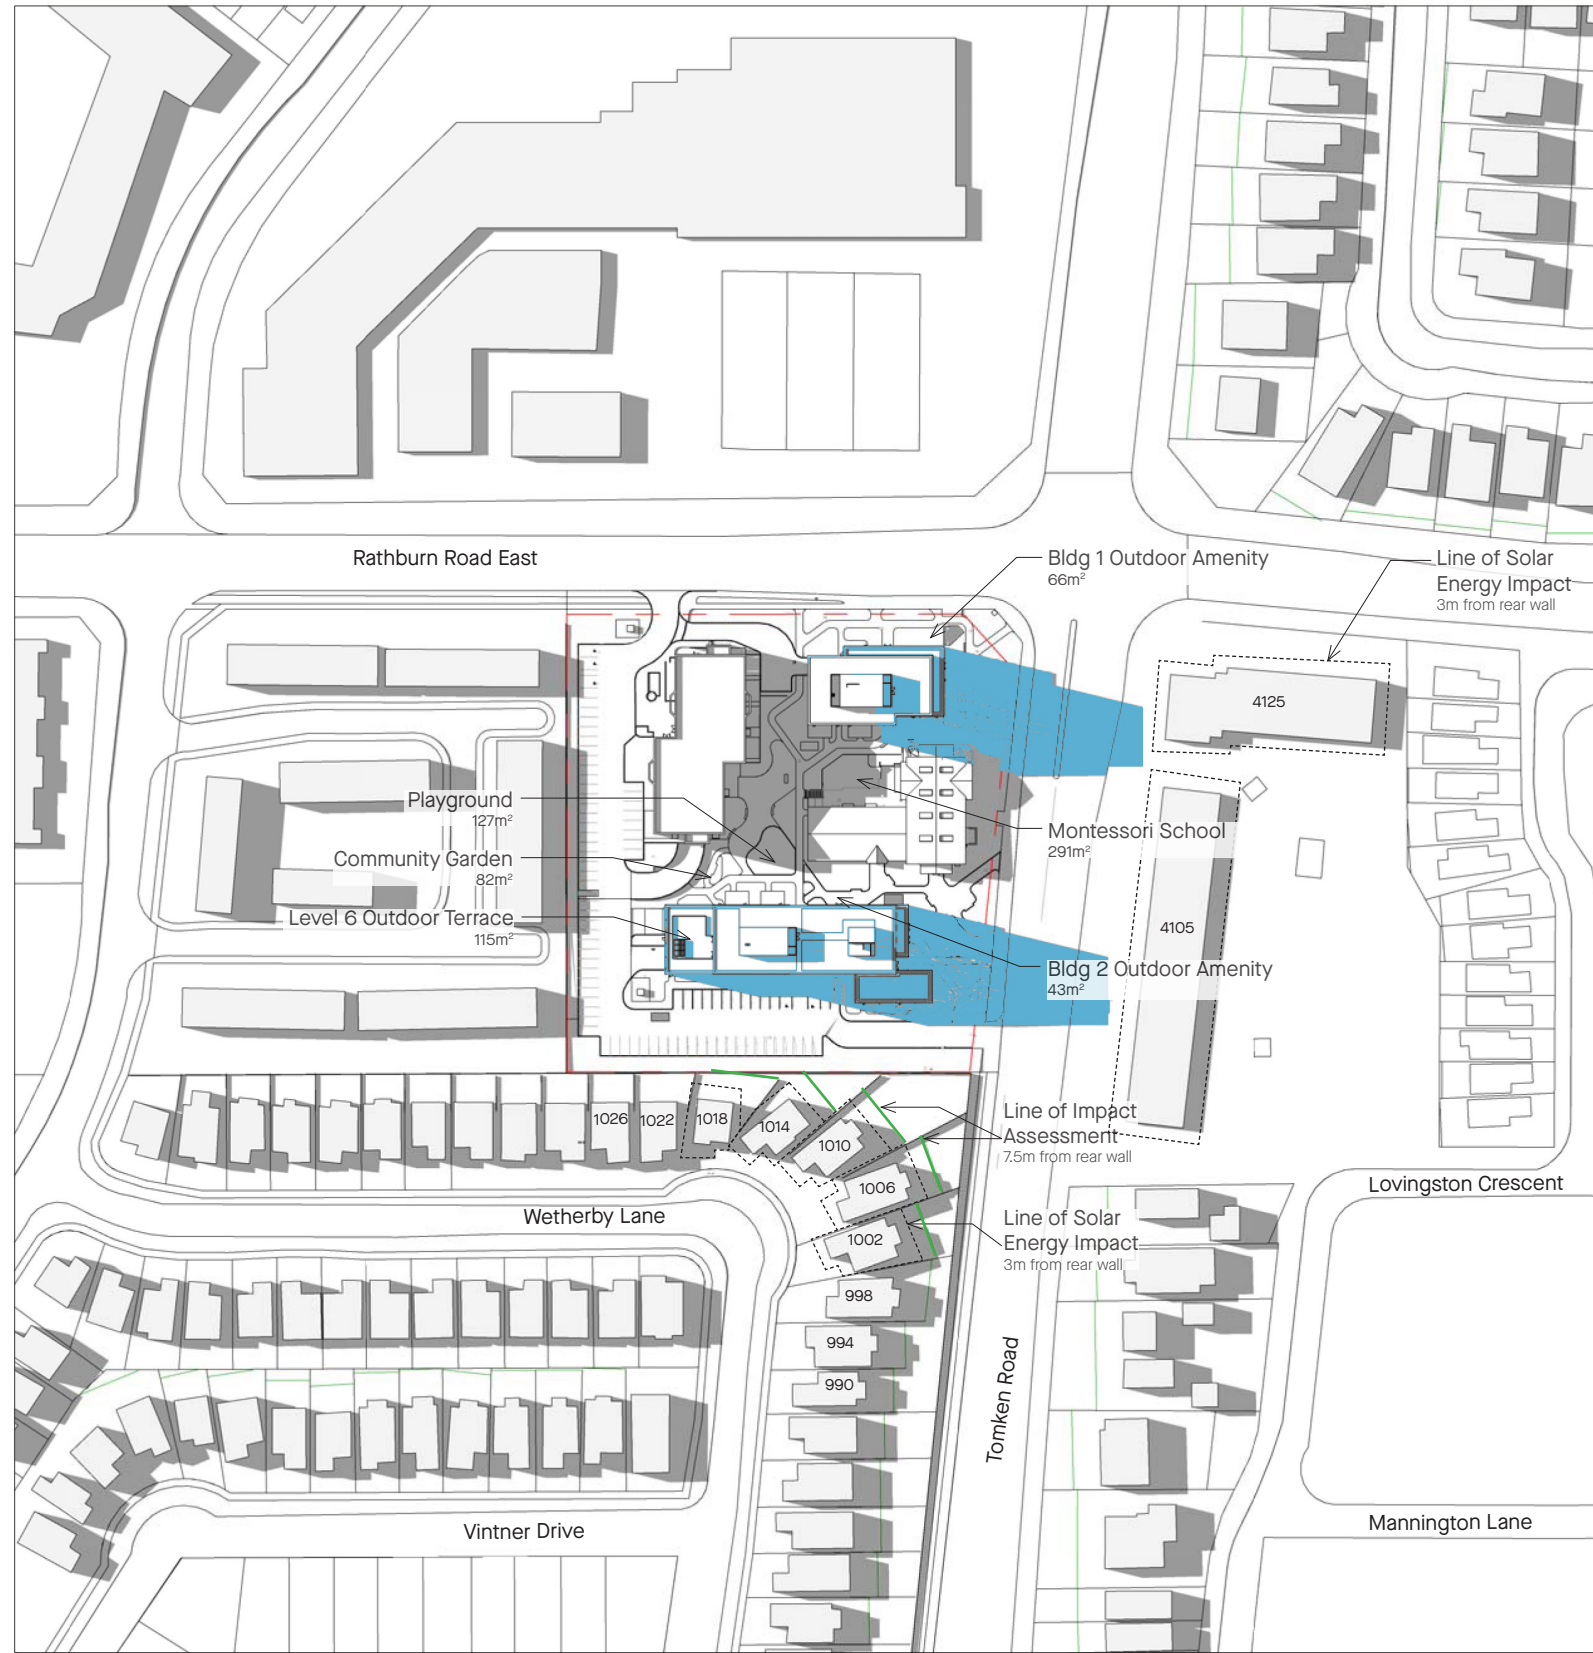 Rathburn Road East
Bldg 1 Outdoor Amenity
66m²
Line of Solar
Energy Impact
3m from rear wall
4125
Playground
127m²
Montessori School
291m²
Community Garden
82m²
Level 6 Outdoor Terrace
115m²
4105
Bldg 2 Outdoor Amenity
43m²
1026
1022
1018
1014
1010
1006
1002
998
994
990
Line of Impact
Assessment
7.5m from rear wall
Line of Solar
Energy Impact
3m from rear wall
Lovingston Crescent
Wetherby Lane
Tomken Road
Vintner Drive
Mannington Lane